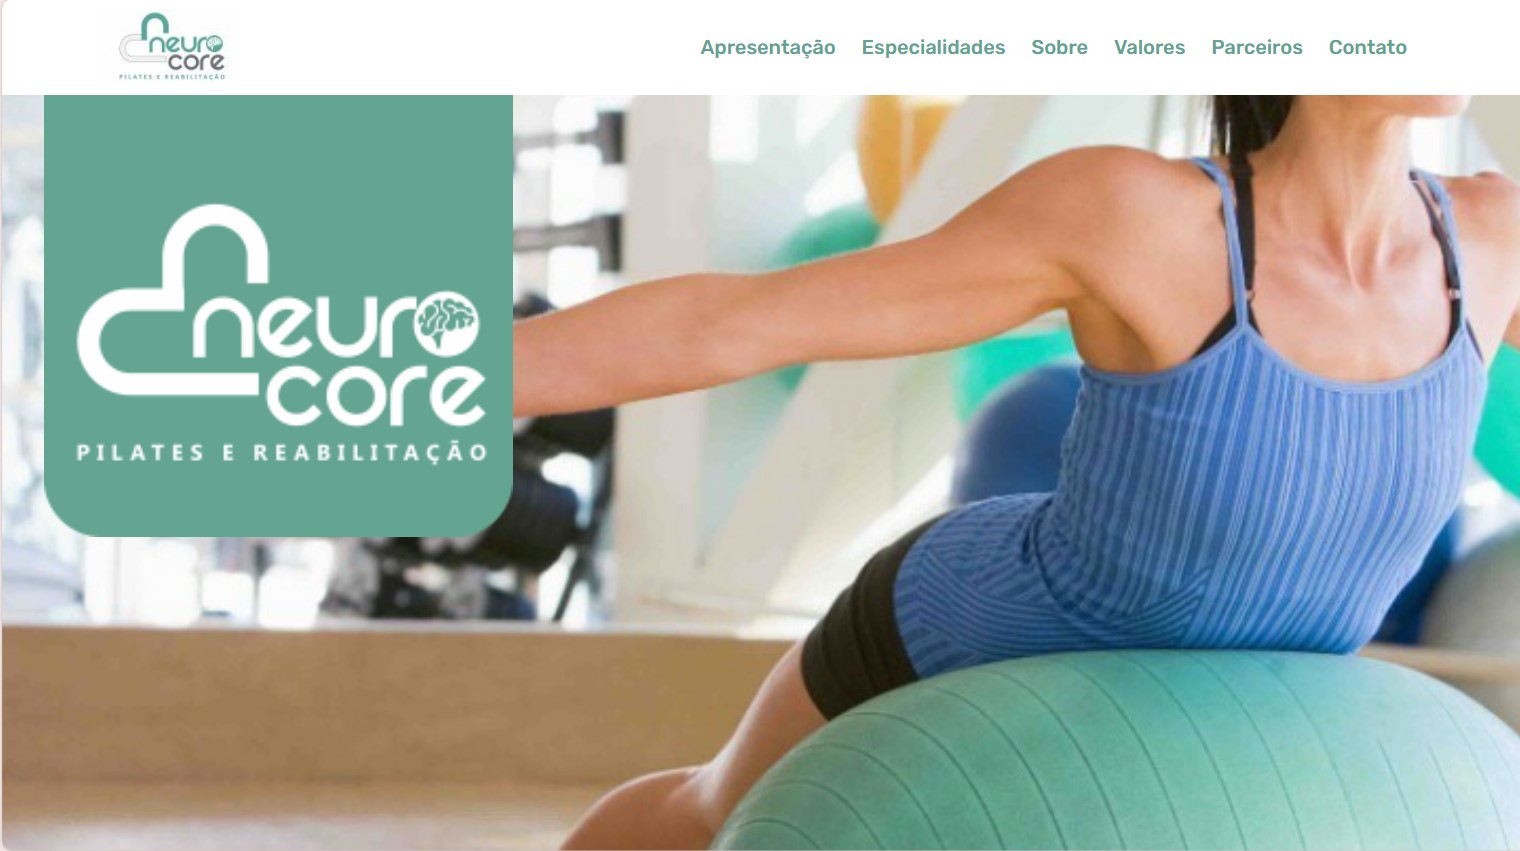 neuro
core
PILATES E REABILITAÇÃO
Apresentação Especialidades Sobre Valores Parceiros Contato
neuro
core
PILATES E REABILITAÇÃO